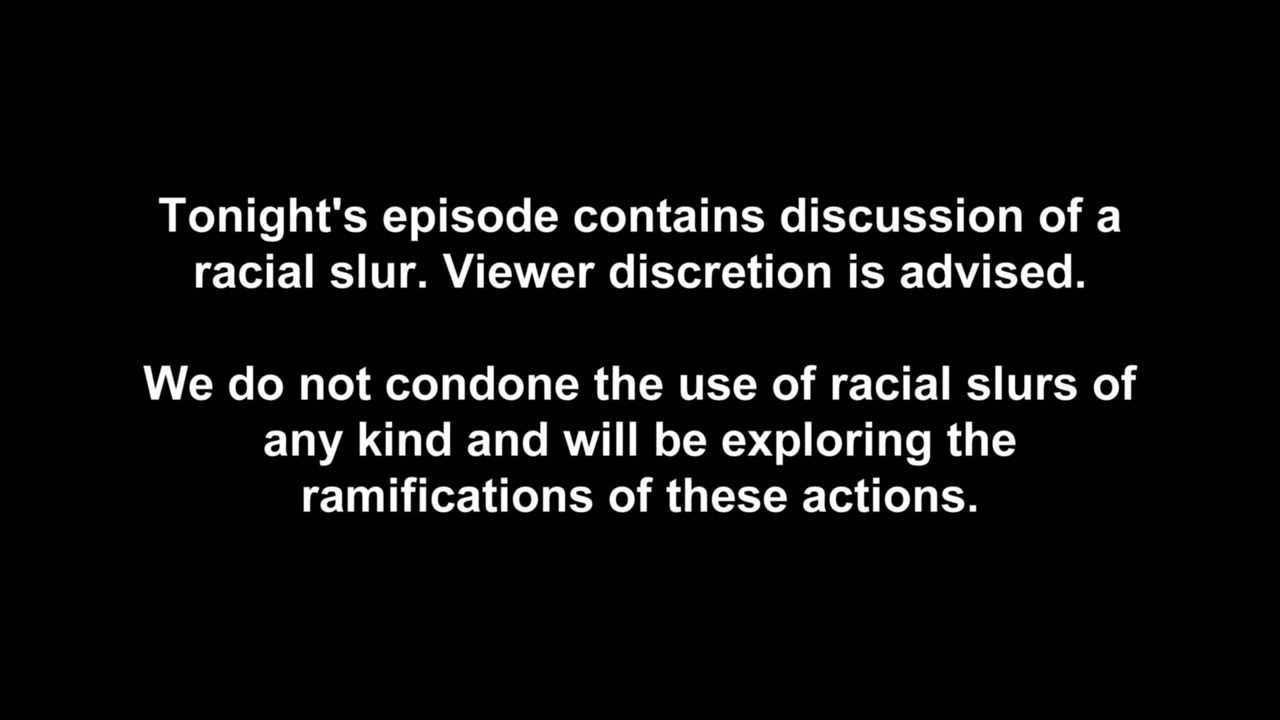 Tonight's episode contains discussion of a
racial slur. Viewer discretion is advised.
We do not condone the use of racial slurs of
any kind and will be exploring the
ramifications of these actions.